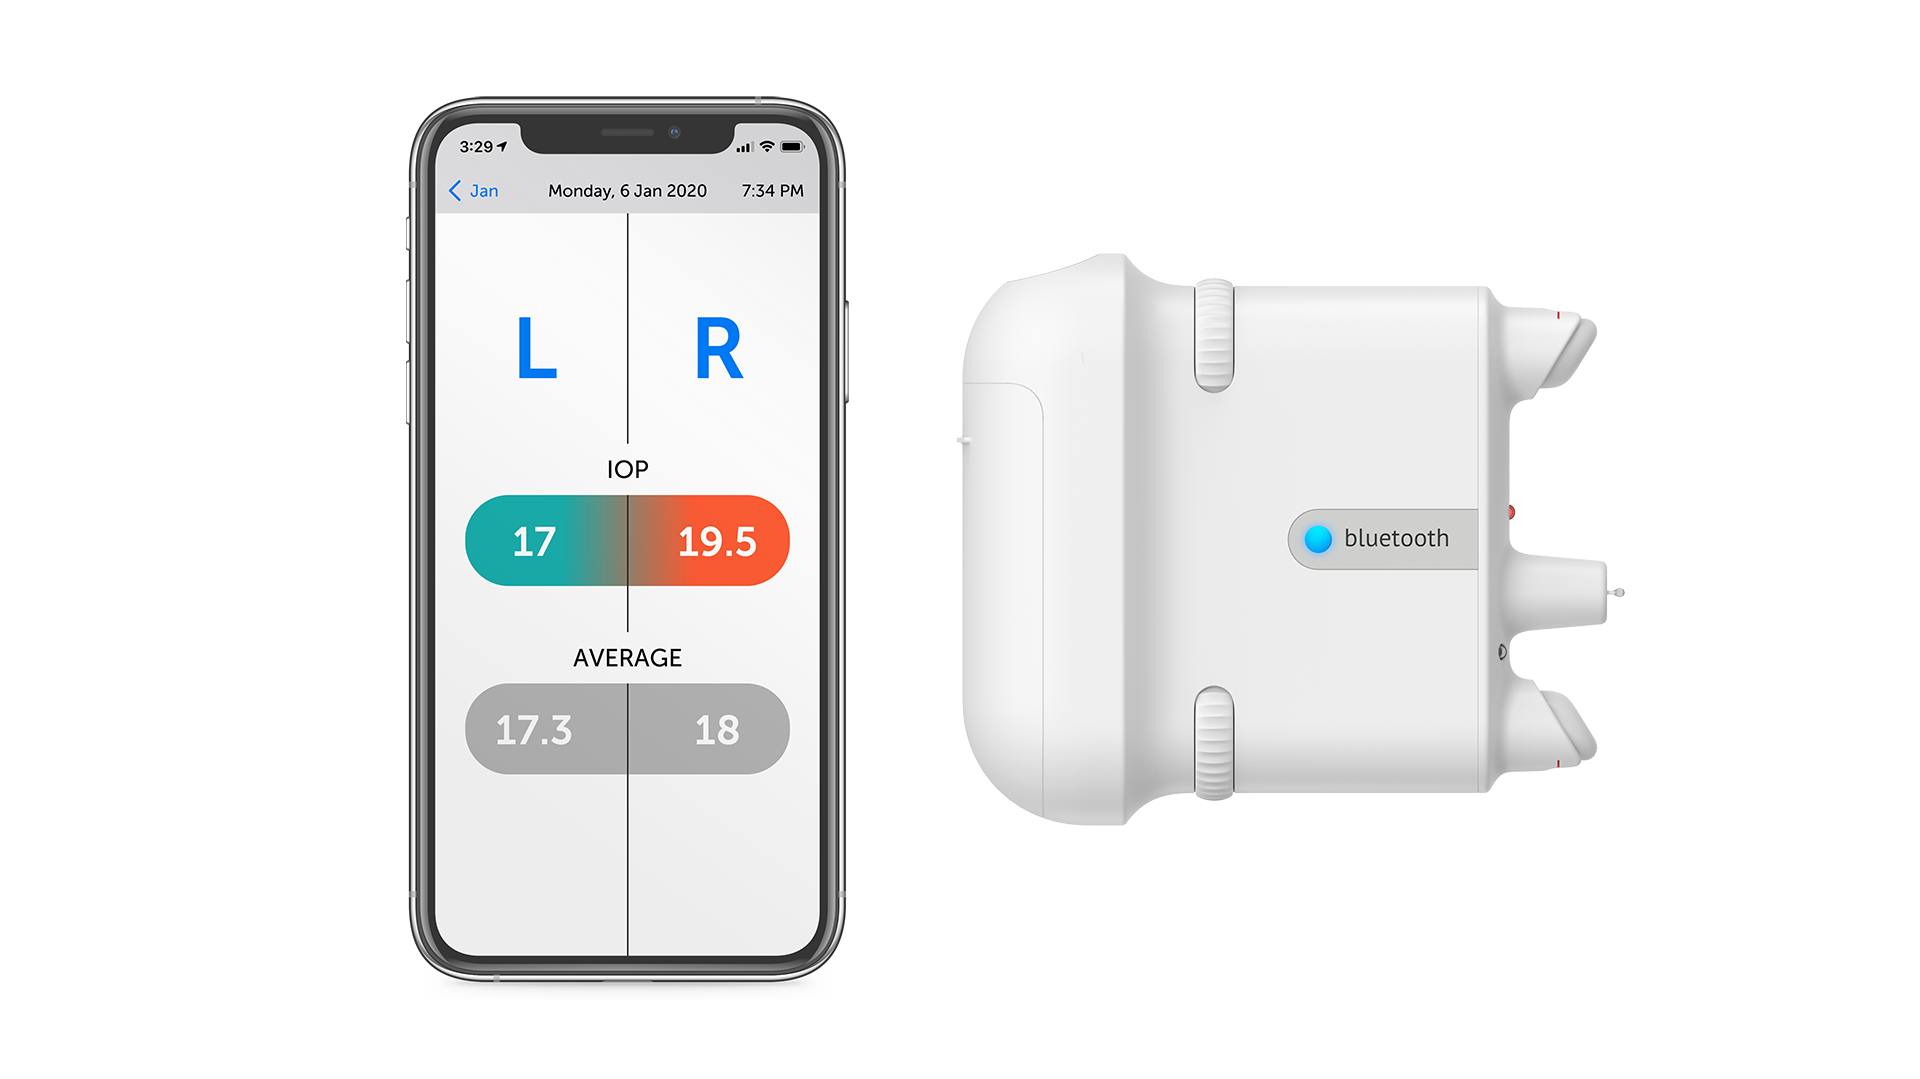 3:29
Jan Monday, 6 Jan 2020 7:34 PM
L R
IOP
17 19.5
AVERAGE
17.3 18
bluetooth